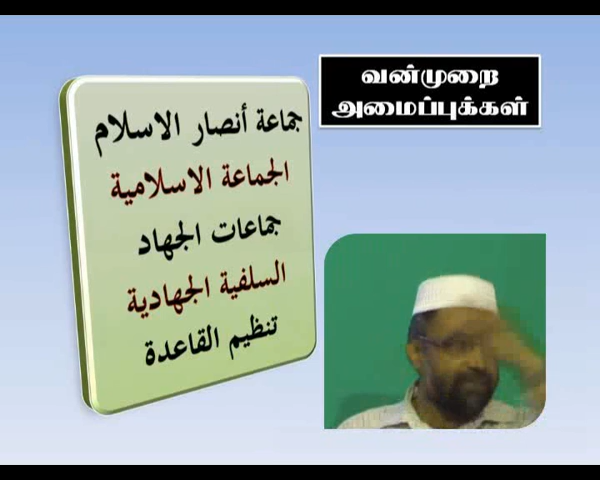 வன்முறை
அமைப்புக்கள்
جماعة أنصار الاسلام
الجماعة الاسلامية
جماعات الجهاد
السلفية الجهادية
تنظيم القاعدة